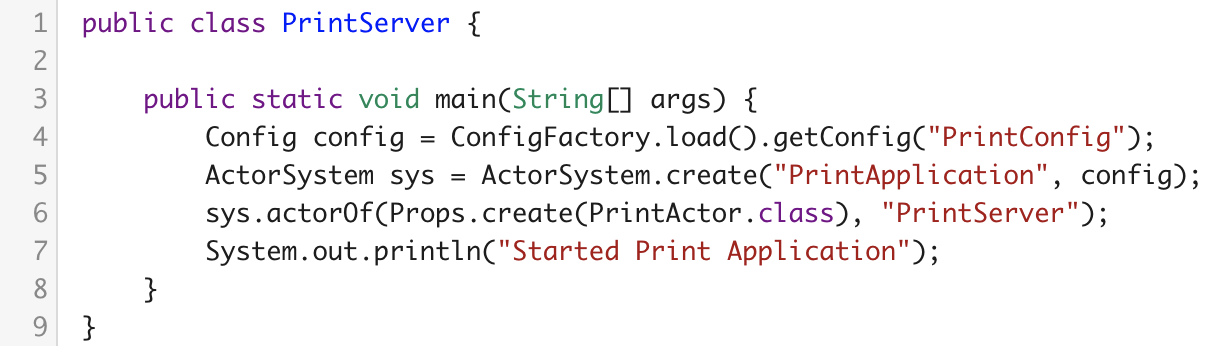 1 public class PrintServer {
2
3     public static void main(String[] args) {
4         Config config = ConfigFactory.load().getConfig("PrintConfig");
5         ActorSystem sys = ActorSystem.create("PrintApplication", config);
6         sys.actorOf(Props.create(PrintActor.class), "PrintServer");
7         System.out.println("Started Print Application");
8     }
9 }